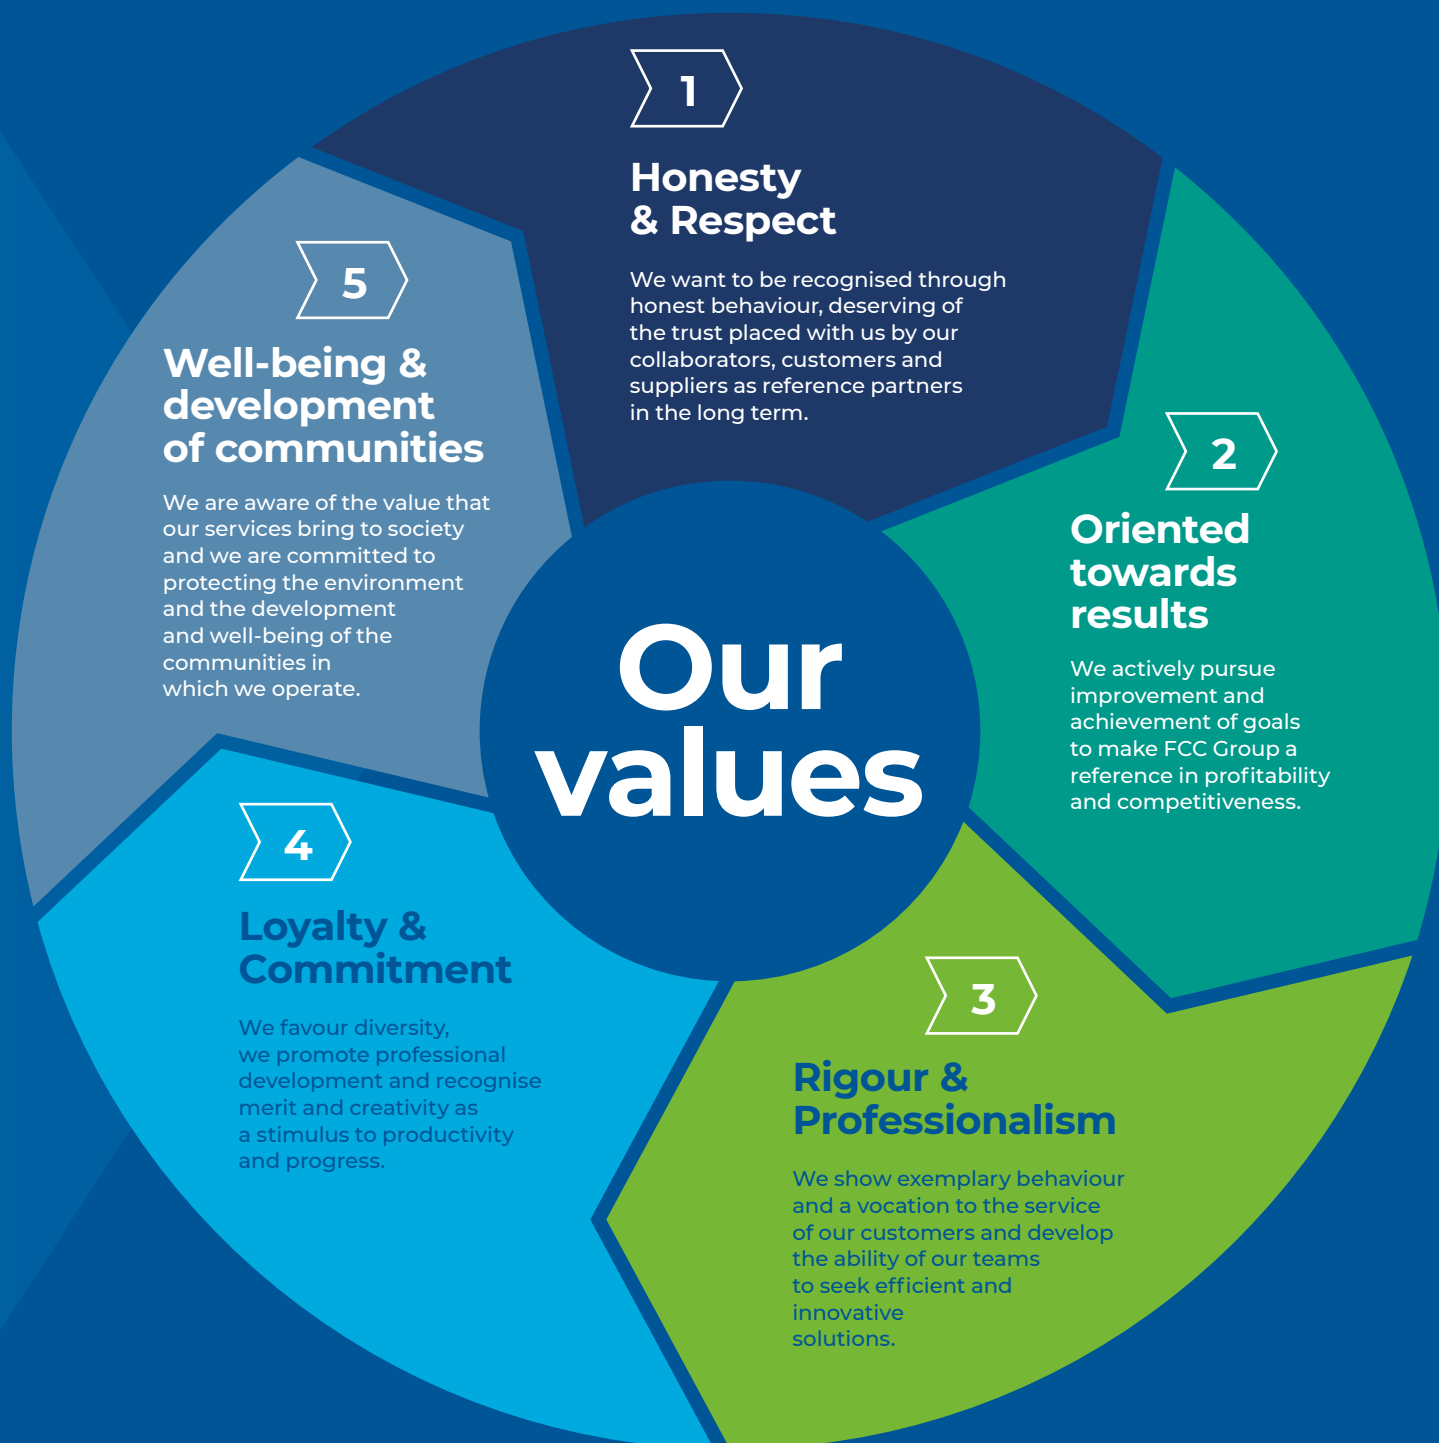 1
Honesty
& Respect
We want to be recognised through
honest behaviour, deserving of
the trust placed with us by our
collaborators, customers and
suppliers as reference partners
in the long term.
2
Oriented
towards
results
We actively pursue
improvement and
achievement of goals
to make FCC Group a
reference in profitability
and competitiveness.
3
Rigour &
Professionalism
We show exemplary behaviour
and a vocation to the service
of our customers and develop
the ability of our teams
to seek efficient and
innovative
solutions.
4
Loyalty &
Commitment
We favour diversity,
we promote professional
development and recognise
merit and creativity as
a stimulus to productivity
and progress.
5
Well-being &
development
of communities
We are aware of the value that
our services bring to society
and we are committed to
protecting the environment
and the development
and well-being of the
communities in
which we operate.
Our
values